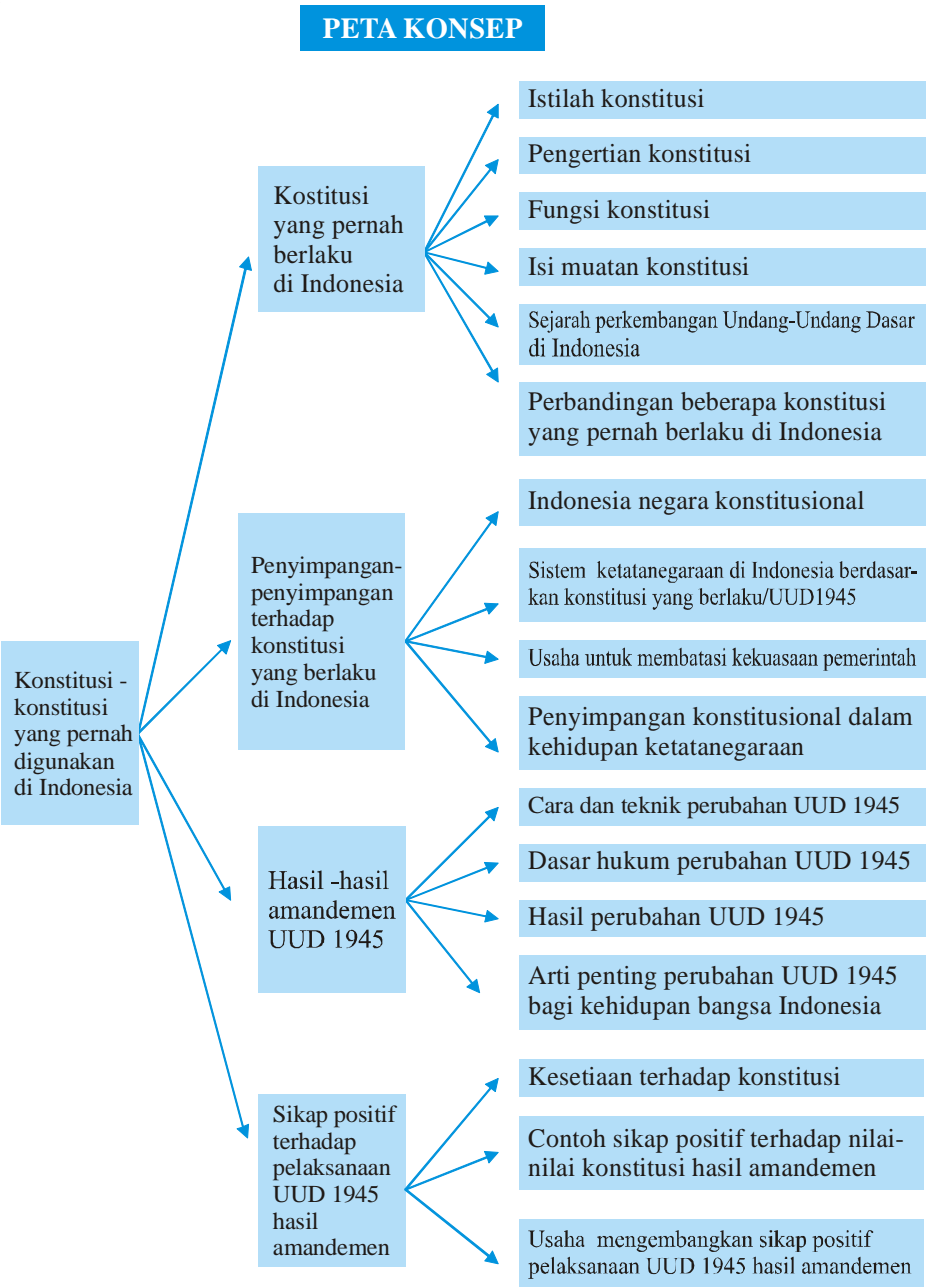 PETA KONSEP
Konstitusi -
konstitusi
yang pernah
digunakan
di Indonesia
Kostitusi
yang pernah
berlaku
di Indonesia
Istilah konstitusi
Pengertian konstitusi
Fungsi konstitusi
Isi muatan konstitusi
Sejarah perkembangan Undang-Undang Dasar
di Indonesia
Perbandingan beberapa konstitusi
yang pernah berlaku di Indonesia
Penyimpangan-
penyimpangan
terhadap
konstitusi
yang berlaku
di Indonesia
Indonesia negara konstitusional
Sistem ketatanegaraan di Indonesia berdasar-
kan konstitusi yang berlaku/UUD1945
Usaha untuk membatasi kekuasaan pemerintah
Penyimpangan konstitusional dalam
kehidupan ketatanegaraan
Hasil -hasil
amandemen
UUD 1945
Cara dan teknik perubahan UUD 1945
Dasar hukum perubahan UUD 1945
Hasil perubahan UUD 1945
Arti penting perubahan UUD 1945
bagi kehidupan bangsa Indonesia
Sikap positif
terhadap
pelaksanaan
UUD 1945
hasil
amandemen
Kesetiaan terhadap konstitusi
Contoh sikap positif terhadap nilai-
nilai konstitusi hasil amandemen
Usaha mengembangkan sikap positif
pelaksanaan UUD 1945 hasil amandemen